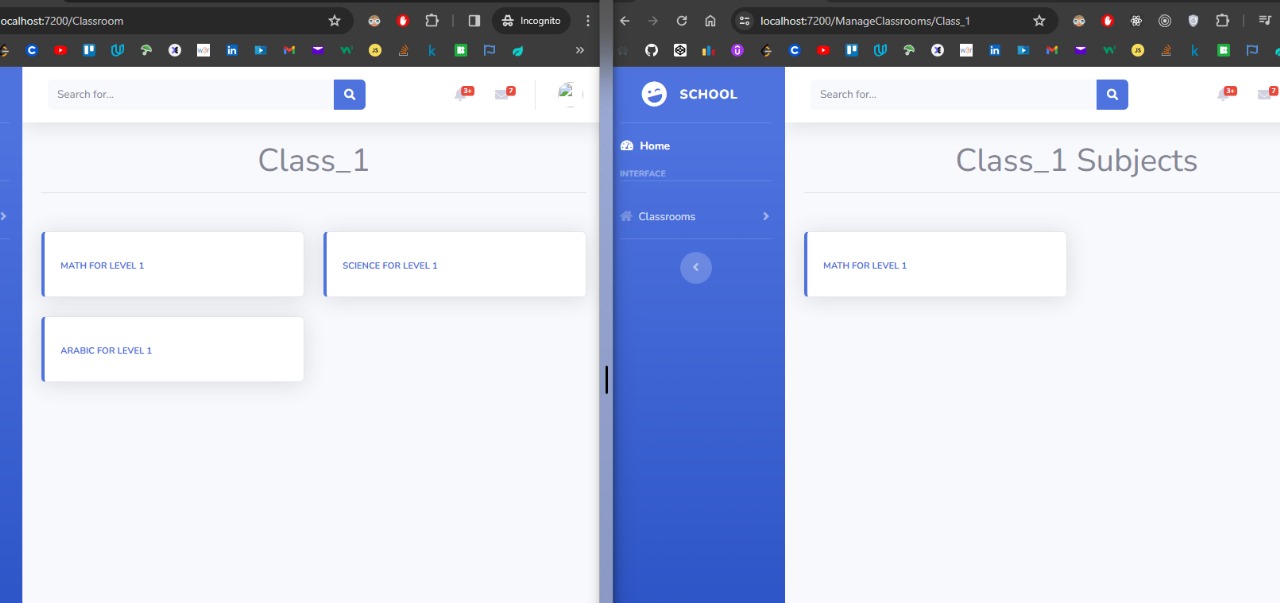 ocalhost:7200/Classroom
Incognito
localhost:7200/ManageClassrooms/Class_1
Search for...
3+
7
Class_1
MATH FOR LEVEL 1
SCIENCE FOR LEVEL 1
ARABIC FOR LEVEL 1
SCHOOL
Home
INTERFACE
Classrooms
Search for...
3+
7
Class_1 Subjects
MATH FOR LEVEL 1